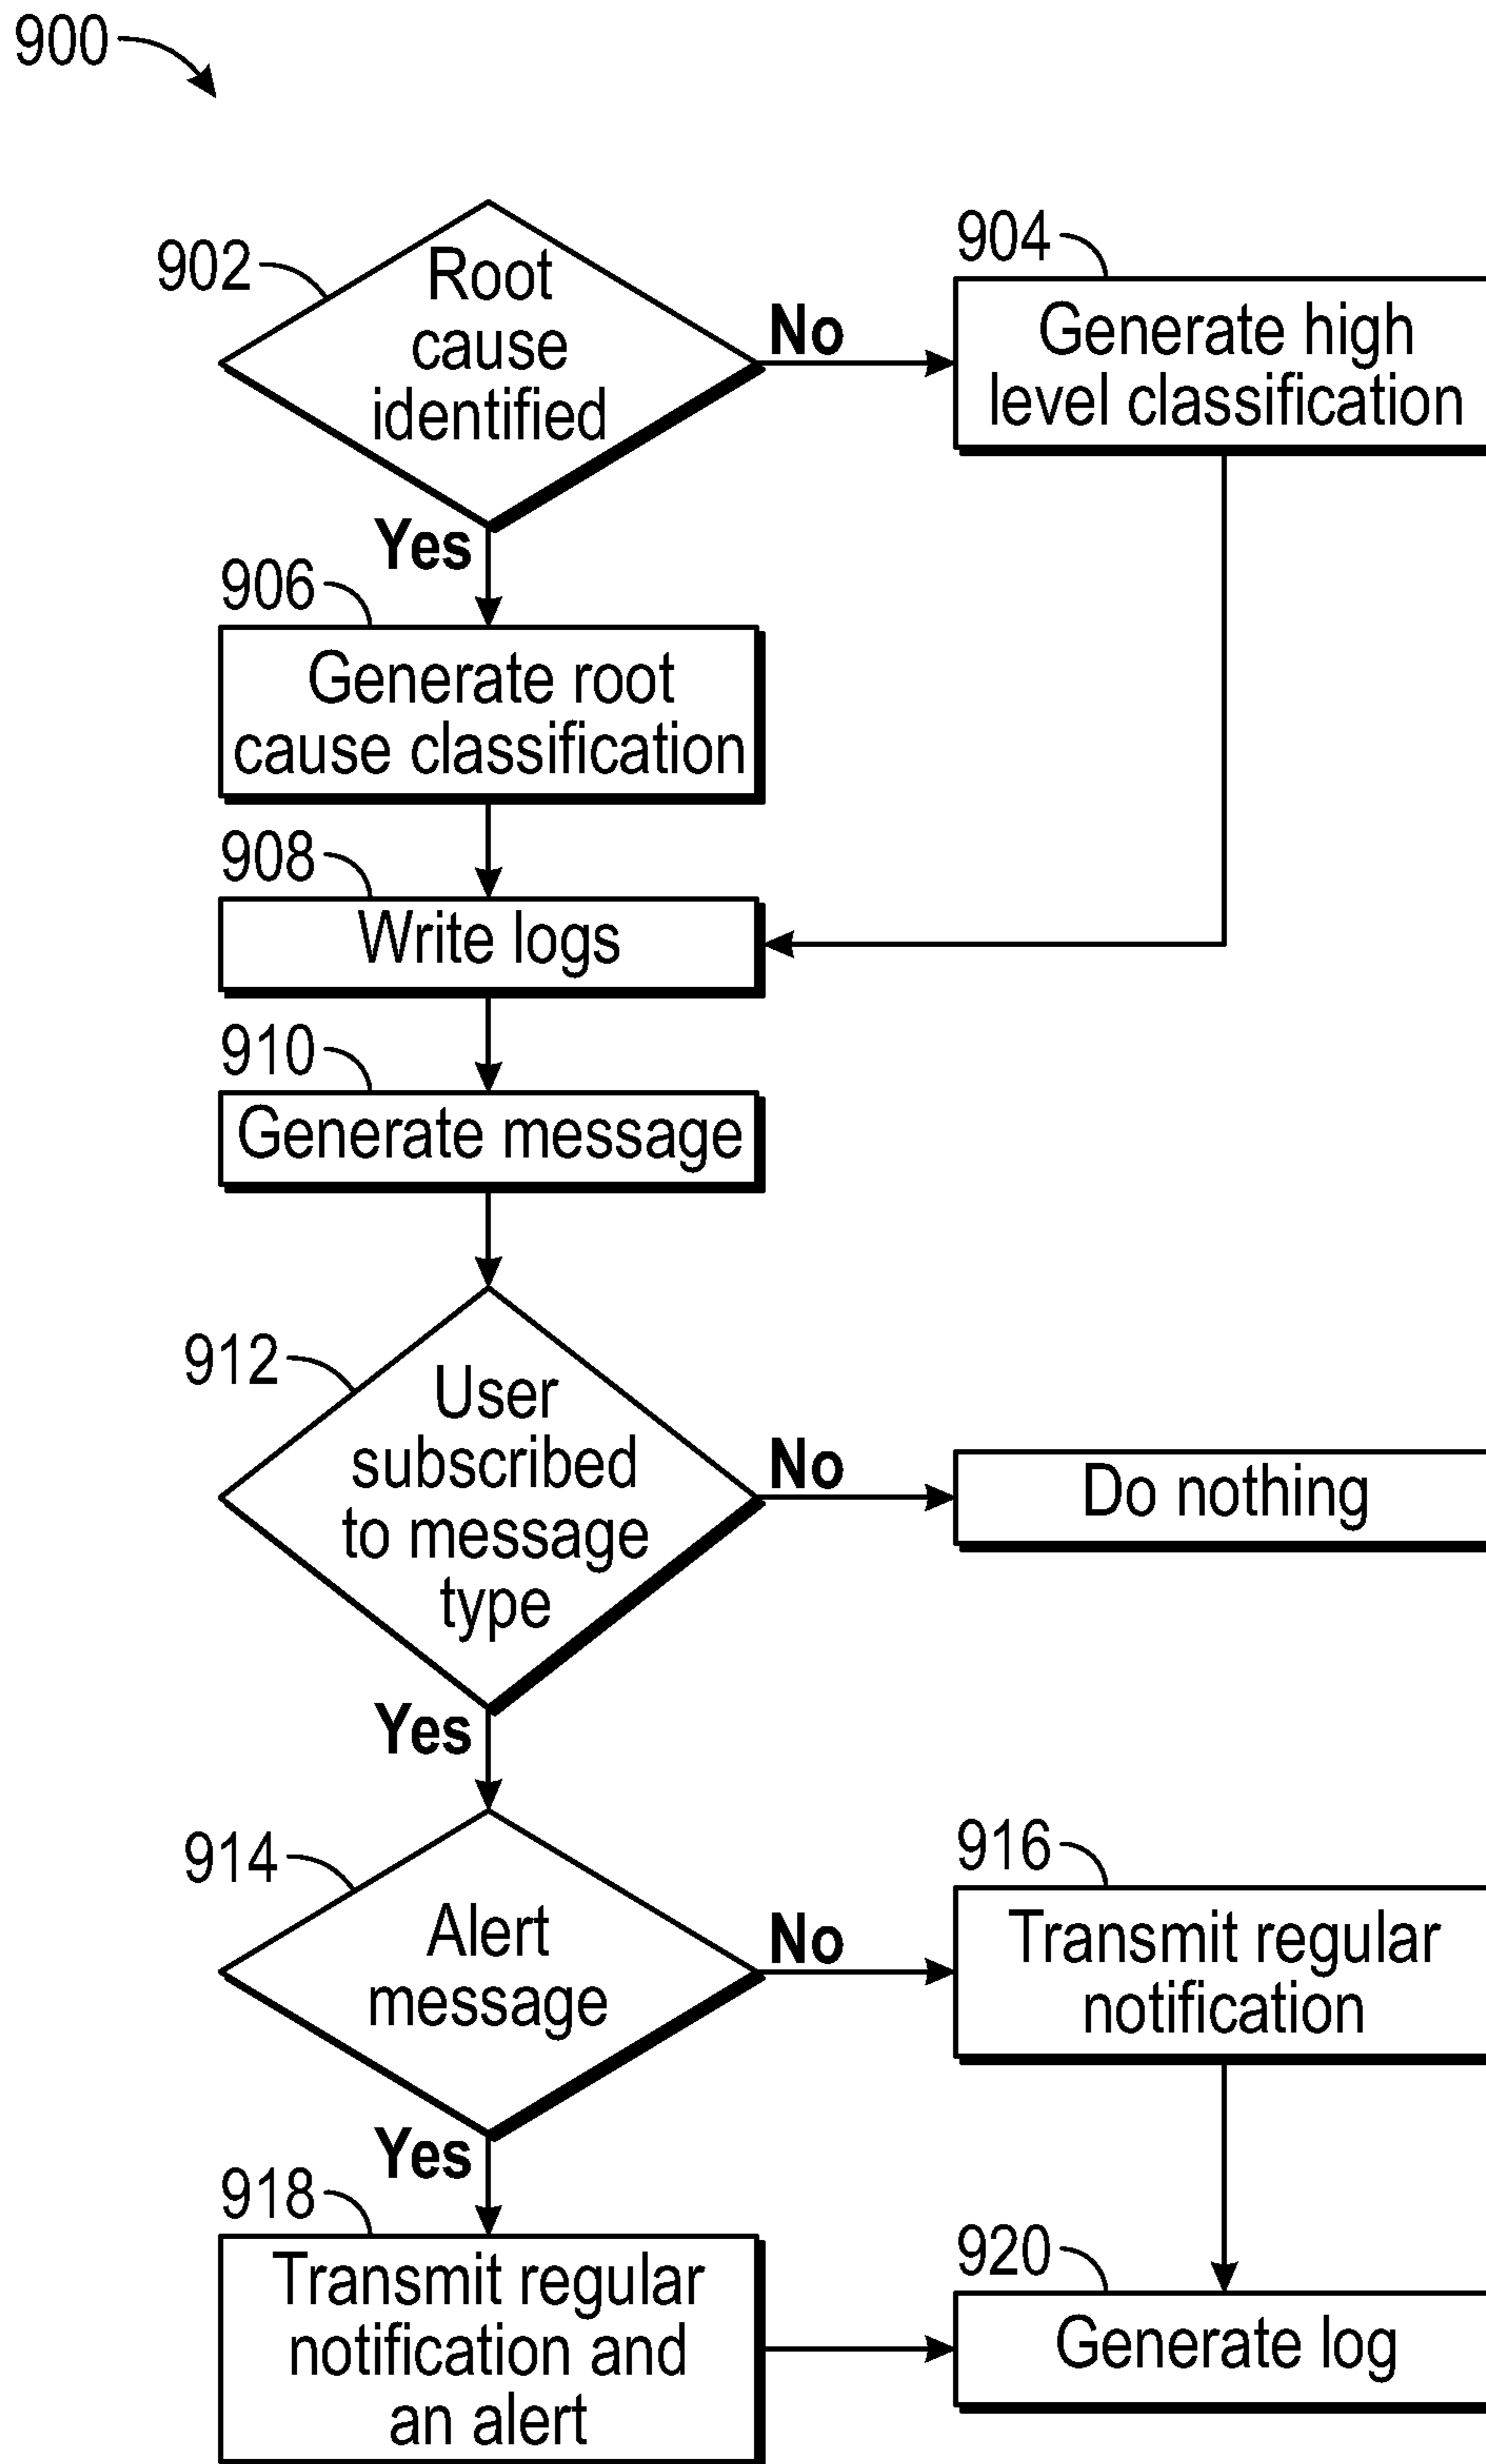 900
902
Root
cause
identified
No
904
Generate high
level classification
Yes
906
Generate root
cause classification
908
Write logs
910
Generate message
912
User
subscribed
to message
type
No
Do nothing
Yes
914
Alert
message
No
916
Transmit regular
notification
Yes
918
Transmit regular
notification and
an alert
920
Generate log